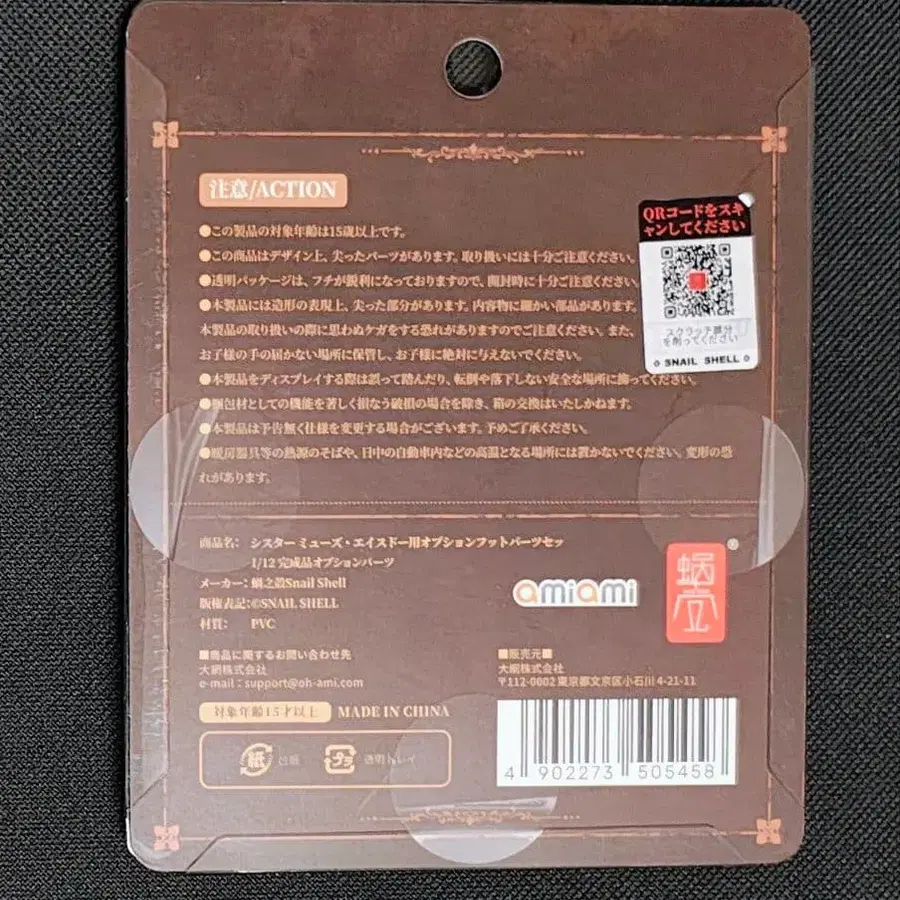 注意/ACTION
●この製品の対象年齢は15歳以上です。
●この商品はデザイン上、尖ったパーツがあります。取り扱いには十分ご注意ください。
●透明パッケージは、フチが鋭利になっておりますので、開封時に十分ご注意ください。
●本製品には造形の表現上、尖った部分があります。内容物に細かい部品があります。
本製品の取り扱いの際に思わぬケガをする恐れがありますのでご注意ください。また、
お子様の手の届かない場所に保管し、お子様に絶対に与えないでください。
●本製品をディスプレイする際は誤って踏んだり、転倒や落下しない安全な場所に飾ってください。
●梱包材としての機能を著しく損なう破損の場合を除き、箱の交換はいたしかねます。
●本製品は予告無く仕様を変更する場合がございます。予めご了承ください。
●暖房器具等の熱源のそばや、日中の自動車内などの高温となる場所には置かないでください。変形の恐
れがあります。
QRコードをスキ
ャンしてください
スクラッチ部分
を削ってください
SNAIL SHELL
商品名: シスター ミューズ・エイスドー用オプションフットパーツセッ
1/12 完成品オプションパーツ
メーカー: 蝸之殻Snail Shell
版権表記:©SNAIL SHELL
材質: PVC
amiami
®
■商品に関するお問い合わせ先
大網株式会社
e-mail：support@oh-ami.com
■販売元■
大網株式会社
〒112-0002 東京都文京区小石川 4-21-11
対象年齢15才以上 MADE IN CHINA
紙 台紙 プラ 透明トレイ
4 902273 505458